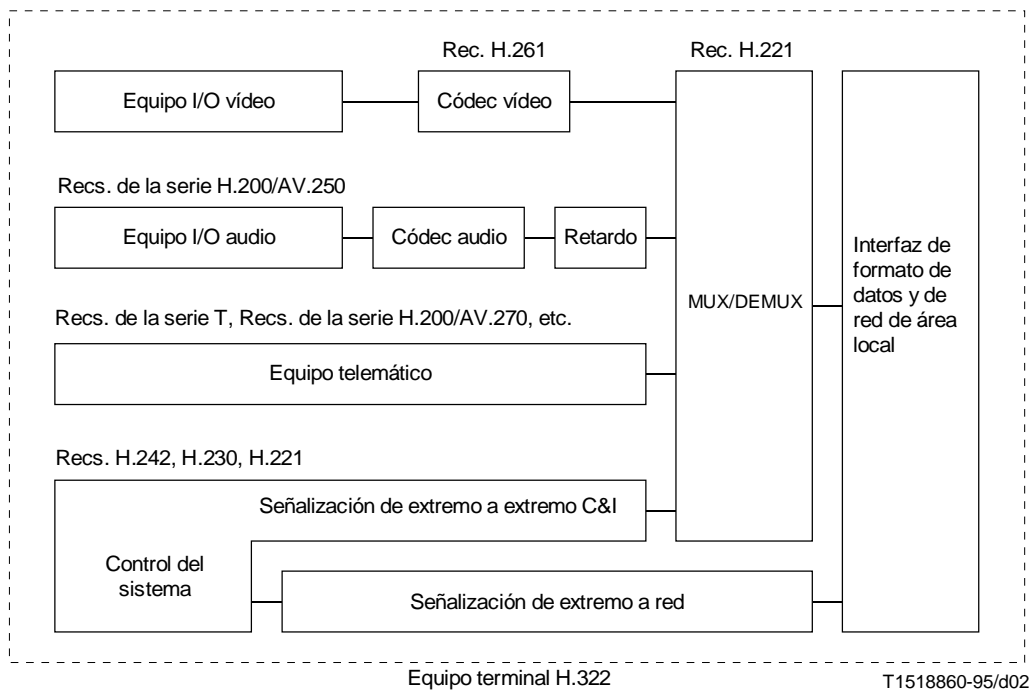 Rec. H.261
Rec. H.221
Equipo I/O vídeo
Códec vídeo
Recs. de la serie H.200/AV.250
Equipo I/O audio
Códec audio
Retardo
Interfaz de
formato de
datos y de
red de área
local
MUX/DEMUX
Recs. de la serie T, Recs. de la serie H.200/AV.270, etc.
Equipo telemático
Recs. H.242, H.230, H.221
Señalización de extremo a extremo C&I
Control del
sistema
Señalización de extremo a red
Equipo terminal H.322
T1518860-95/d02